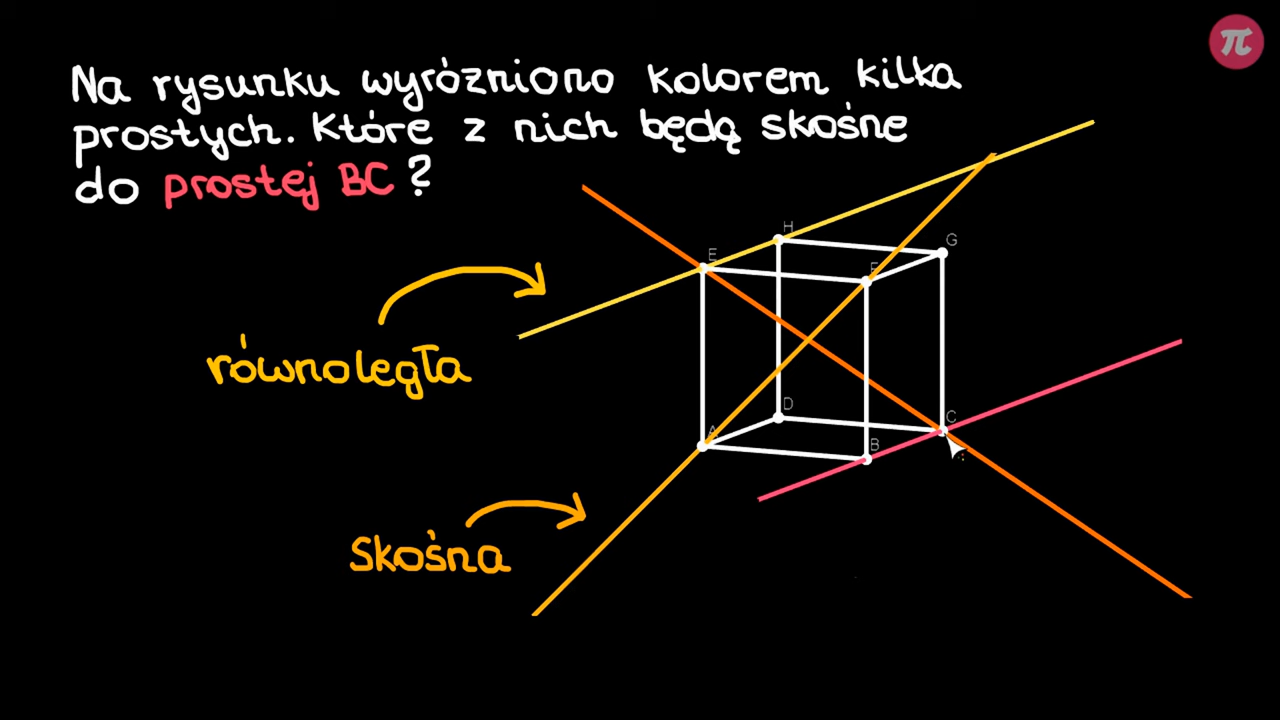 π
Na rysunku wyróżniono kolorem kilka
prostych. Które z nich będą skośne
do prostej BC?
H
G
E
F
równoległa
D
C
A
B
Skośna